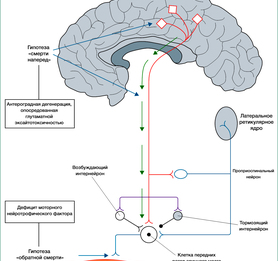 Гипотеза
«смерти
наперед»
Антероградная дегенерация,
опосредованная
глутаматной
эксайтотоксичностью
Латеральное
ретикулярное
ядро
Возбуждающий
интернейрон
Проприоспинальный
нейрон
Дефицит моторного
нейротрофического фактора
Тормозящий
интернейрон
Гипотеза
«обратной смерти»
Клетка передних